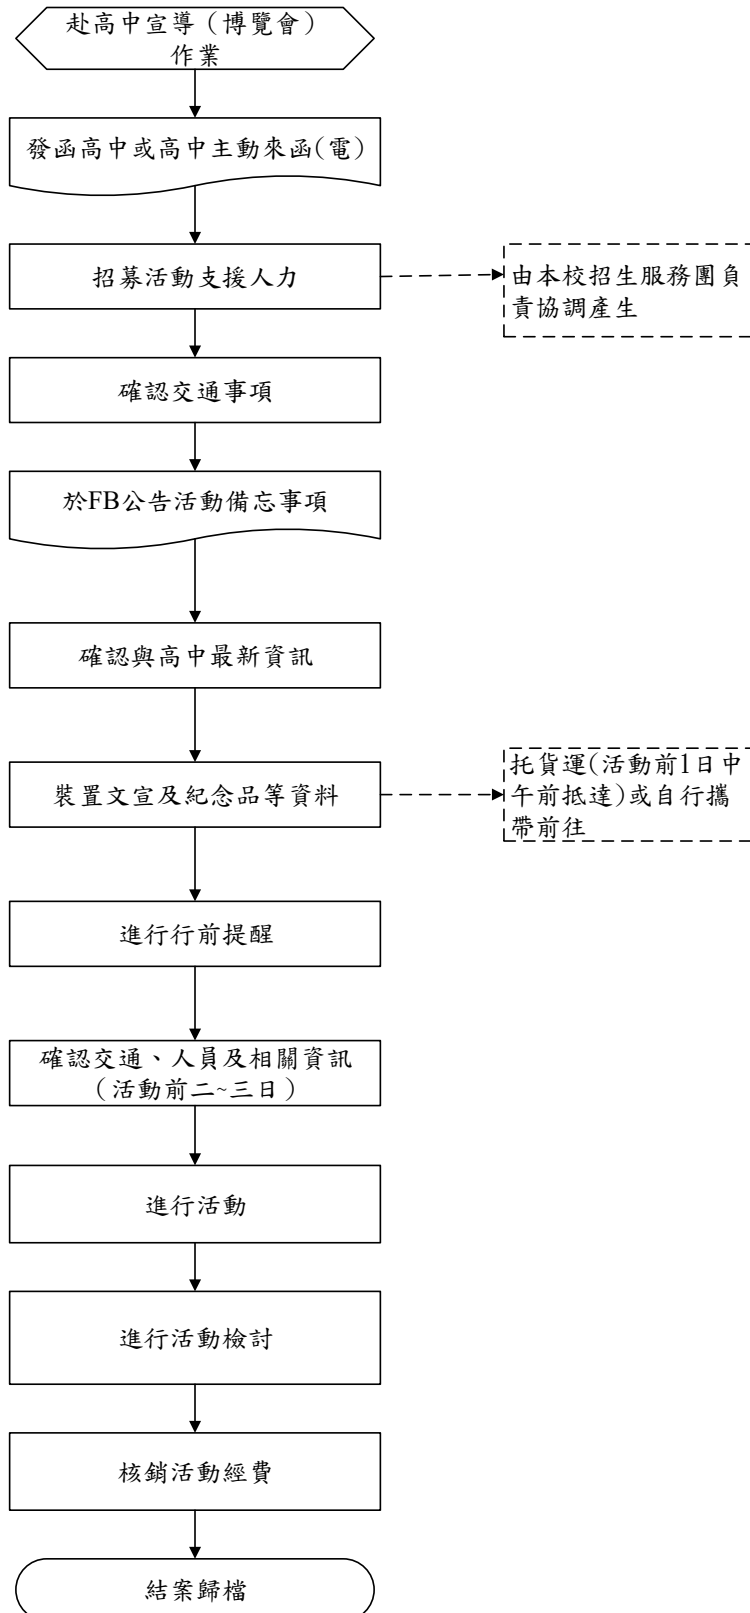 赴高中宣導（博覽會）
作業
發函高中或高中主動來函(電)
招募活動支援人力
由本校招生服務團負
責協調產生
確認交通事項
於FB公告活動備忘事項
確認與高中最新資訊
裝置文宣及紀念品等資料
托貨運(活動前1日中
午前抵達)或自行攜
帶前往
進行行前提醒
確認交通、人員及相關資訊
（活動前二~三日）
進行活動
進行活動檢討
核銷活動經費
結案歸檔